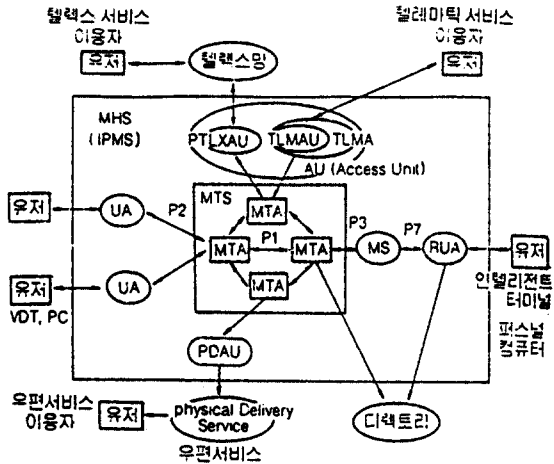 텔렉스 서비스
이용자
유저
텔렉스망
텔레마틱 서비스
이용자
유저
MHS
(IPMS)
PTLXAU
TLMAU
TLMA
AU (Access Unit)
MTS
MTA
유저
UA
P2
MTA
P1
MTA
P3
MS
P7
RUA
유저
인텔리전트
터미널
퍼스널
컴퓨터
유저
VDT, PC
UA
MTA
PDAU
우편서비스
이용자
유저
physical Delivery
Service
우편서비스
디렉토리